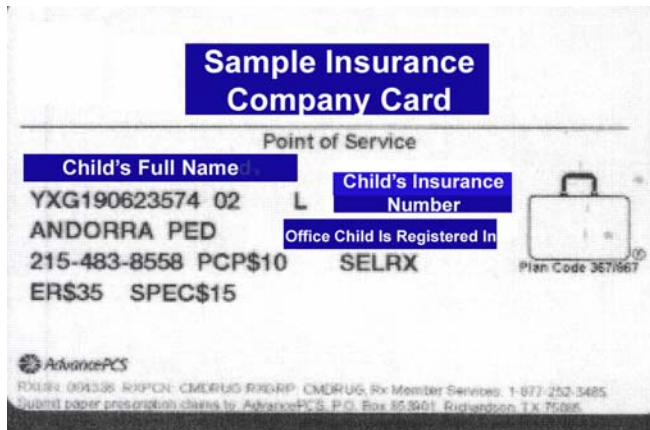 Sample Insurance
Company Card
Point of Service
Child's Full Name
YXG190623574 02 L
Child's Insurance
Number
ANDORRA PED
Office Child Is Registered In
215-483-8558 PCP$10 SELRX
Plan Code 367/867
ER$35 SPEC$15
AdvancePCS
RXBIN: 004336 RXPCN: CMDRUG RXGRP: CMDRUG, Rx Member Services: 1-877-252-3485
Submit paper prescription claims to: AdvancePCS, P.O. Box 853901, Richardson, TX 75085.